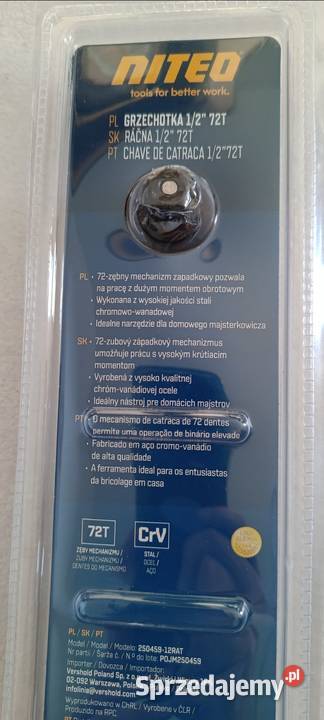 NITEO
tools for better work.
PL GRZECHOTKA 1/2" 72T
SK RÁČNA 1/2" 72T
PT CHAVE DE CATRACA 1/2"72T
PL • 72-zębny mechanizm zapadkowy pozwala
na pracę z dużym momentem obrotowym
• Wykonana z wysokiej jakości stali
chromowo-wanadowej
• Idealne narzędzie dla domowego majsterkowicza
SK • 72-zubový západkový mechanizmus
umožňuje prácu s vysokým krútiacim
momentom
• Vyrobená z vysoko kvalitnej
chróm-vanádiovej ocele
• Ideálny nástroj pre domácich majstrov
PT • O mecanismo de catraca de 72 dentes
permite uma operação de binário elevade
• Fabricado em aço cromo-vanádio
de alta qualidade
• A ferramenta ideal para os entusiastas
da bricolage em casa
72T
CrV
ZĘBY MECHANIZMU /
ZUBY MECHANIZMU /
DENTES DO MECANISMO
STAL /
OCEL /
AÇO
PL / SK / PT
Model / Model / Modelo: 250459-12RAT
Nr partii / Šarža č. / N.º do lote: POJM250459
Importer / Dovozca / Importador:
Vershold Poland Sp. z o.o.
02-092 Warszawa, Pol
infolinia@vershold.com
Wyprodukowano w ChRL / Vyrobené v ČLR /
Produzido na RPC
Sprzedajemy
.pl